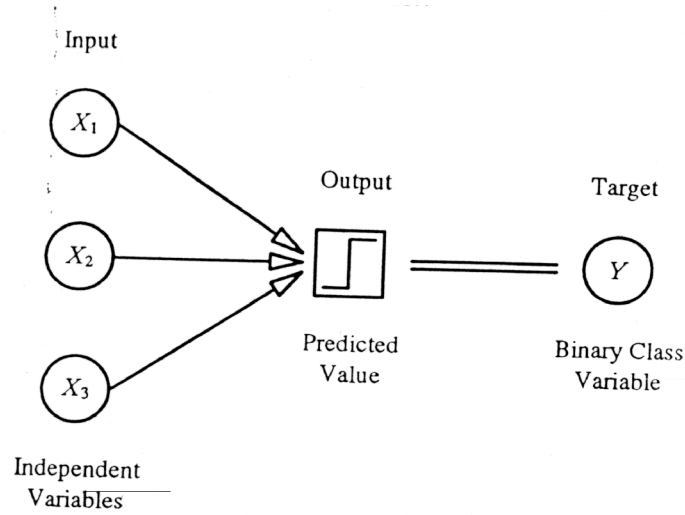 Input
X₁
X₂
X₃
Independent
Variables
Output
Predicted
Value
Target
Y
Binary Class
Variable